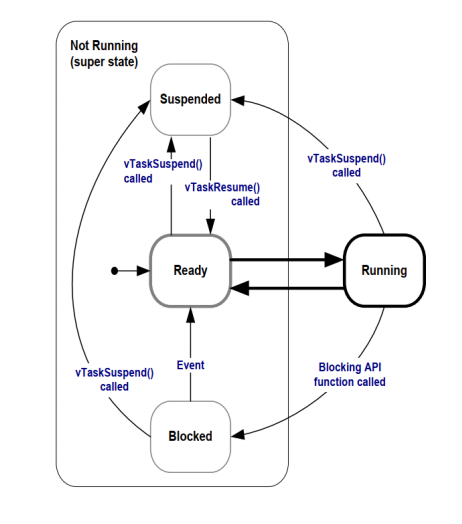 Not Running
(super state)
Suspended
vTaskSuspend()
called
vTaskSuspend()
called
vTaskResume()
called
Ready
Running
Event
Blocking API
function called
vTaskSuspend()
called
Blocked